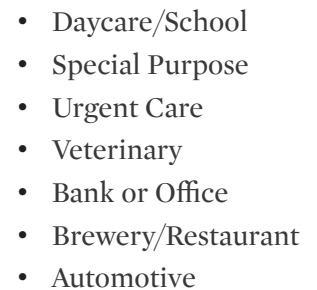 • Daycare/School
• Special Purpose
• Urgent Care
• Veterinary
• Bank or Office
• Brewery/Restaurant
• Automotive